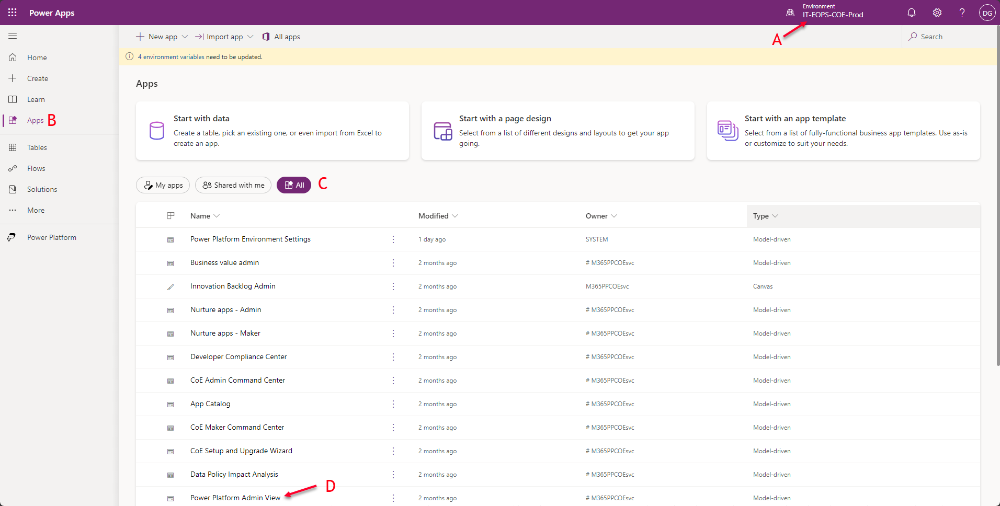 Power Apps
Environment
IT-EOPS-COE-Prod
?
DG
A
New app
Import app
All apps
Search
4 environment variables need to be updated.
Home
Create
Learn
Apps B
Tables
Flows
Solutions
More
Power Platform
Apps
Start with data
Create a table, pick an existing one, or even import from Excel to
create an app.
Start with a page design
Select from a list of different designs and layouts to get your app
going.
Start with an app template
Select from a list of fully-functional business app templates. Use as-is
or customize to suit your needs.
My apps
Shared with me
All
C
Name Modified Owner Type
Power Platform Environment Settings 1 day ago SYSTEM Model-driven
Business value admin 2 months ago # M365PPCOEsvc Model-driven
Innovation Backlog Admin 2 months ago M365PPCOEsvc Canvas
Nurture apps - Admin 2 months ago # M365PPCOEsvc Model-driven
Nurture apps - Maker 2 months ago # M365PPCOEsvc Model-driven
Developer Compliance Center 2 months ago # M365PPCOEsvc Model-driven
CoE Admin Command Center 2 months ago # M365PPCOEsvc Model-driven
App Catalog 2 months ago # M365PPCOEsvc Model-driven
CoE Maker Command Center 2 months ago # M365PPCOEsvc Model-driven
CoE Setup and Upgrade Wizard 2 months ago # M365PPCOEsvc Model-driven
Data Policy Impact Analysis 2 months ago # M365PPCOEsvc Model-driven
D
Power Platform Admin View 2 months ago # M365PPCOEsvc Model-driven